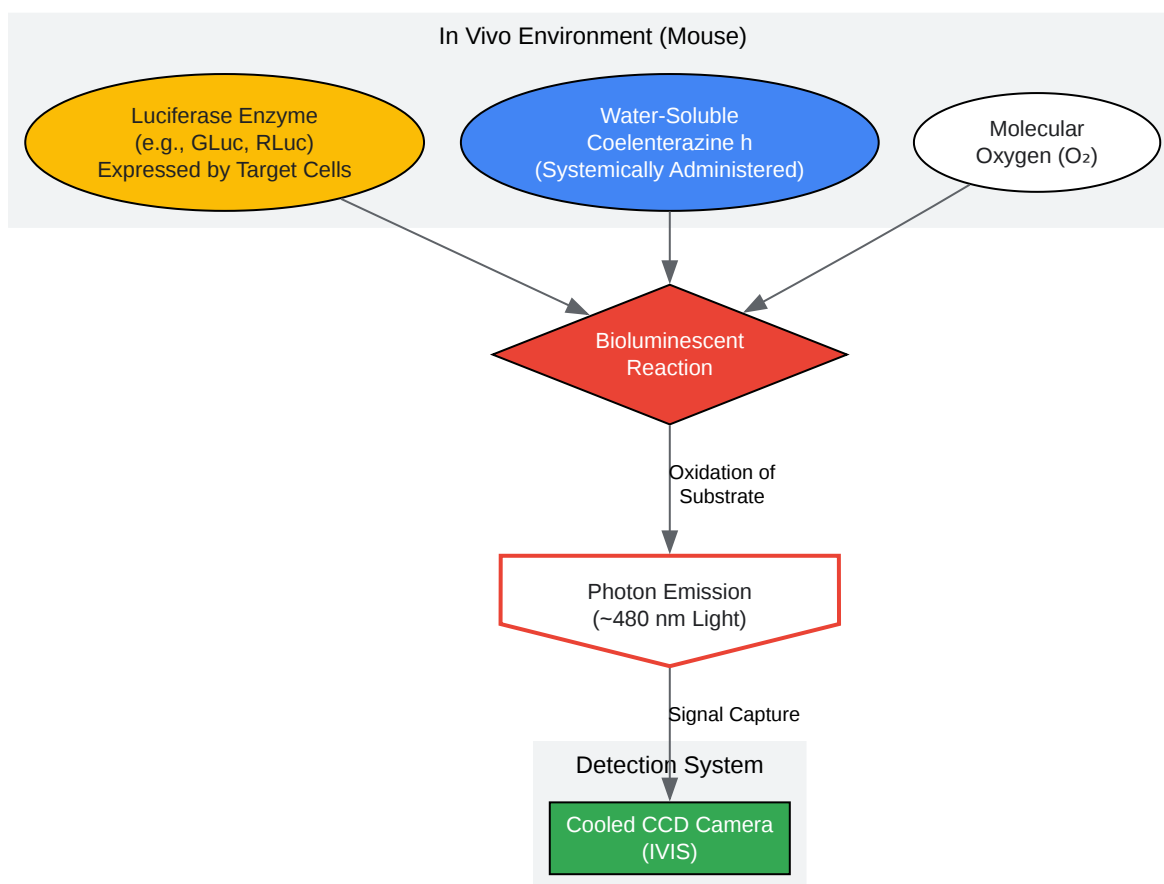 In Vivo Environment (Mouse)
Luciferase Enzyme
(e.g., GLuc, RLuc)
Expressed by Target Cells
Water-Soluble
Coelenterazine h
(Systemically Administered)
Molecular
Oxygen (O₂)
Bioluminescent
Reaction
Oxidation of
Substrate
Photon Emission
(~480 nm Light)
Signal Capture
Detection System
Cooled CCD Camera
(IVIS)